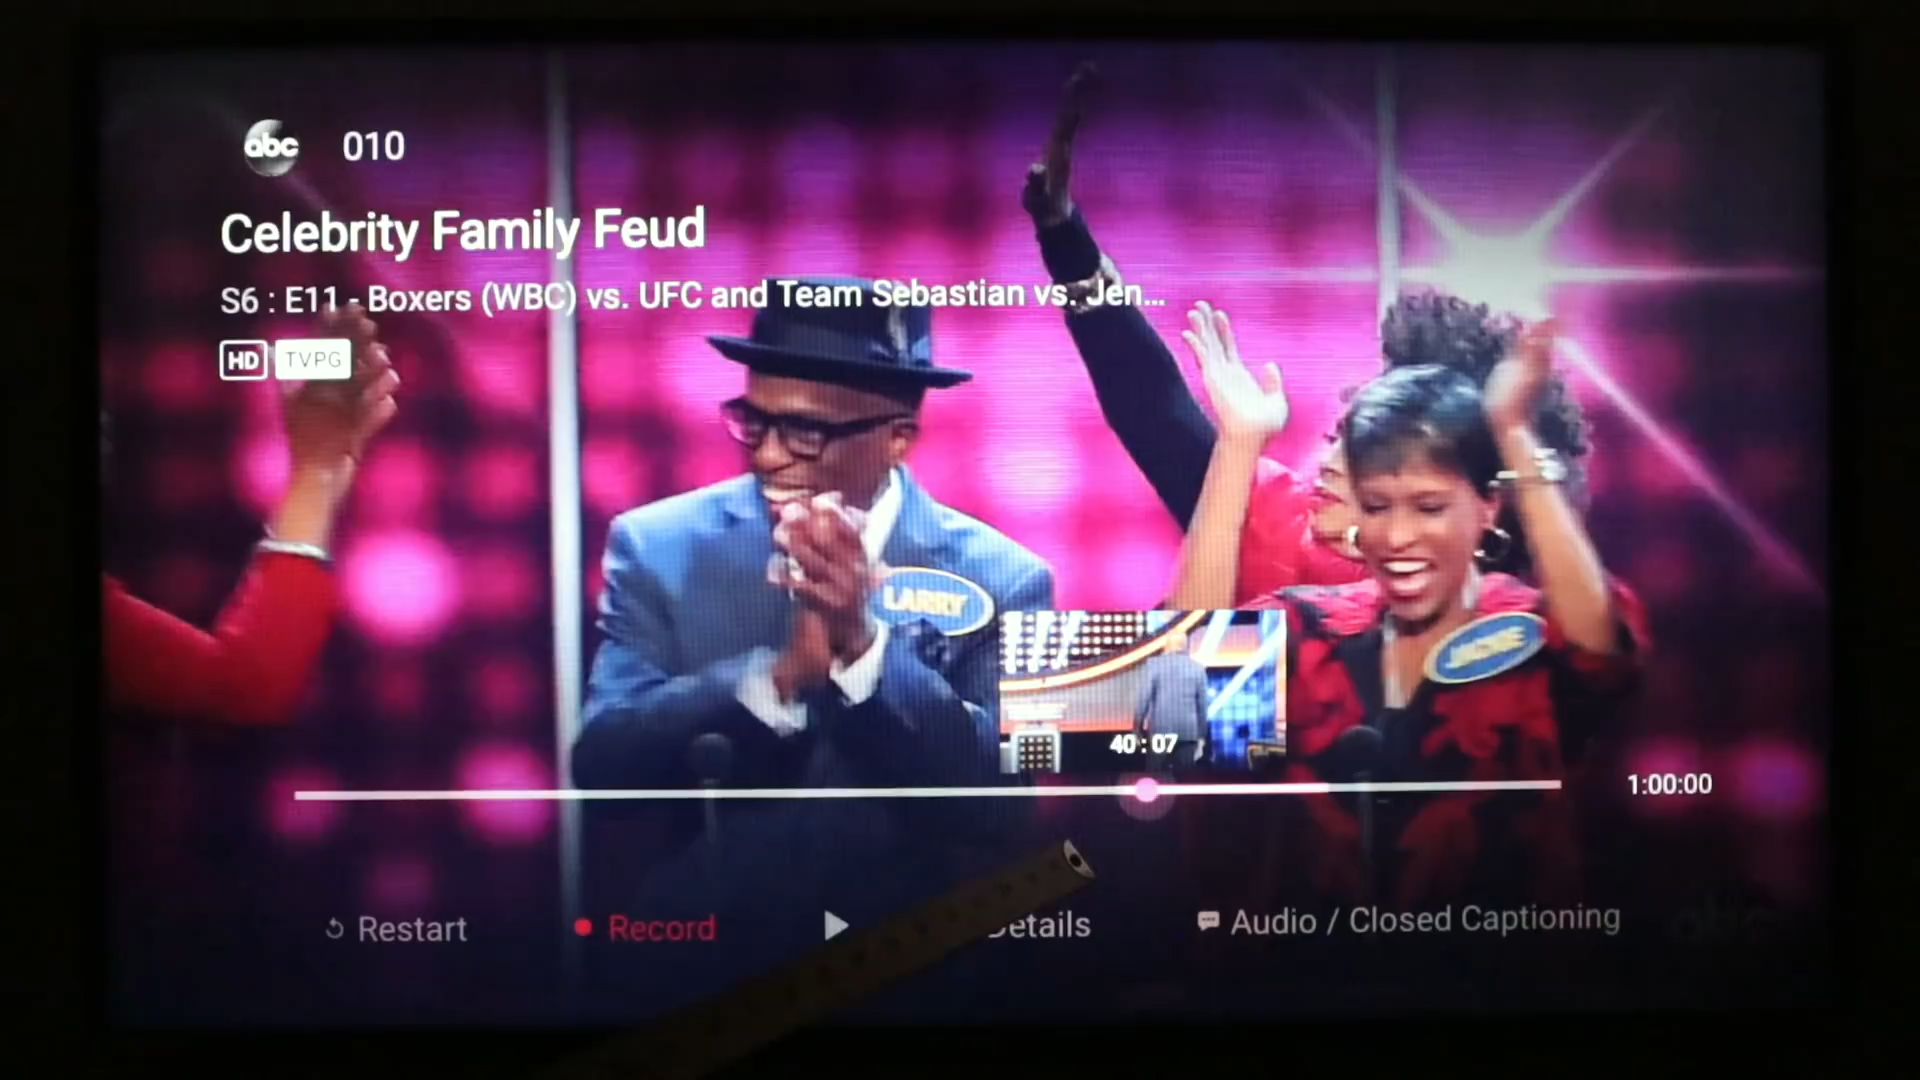 abc 010
Celebrity Family Feud
S6 : E11 - Boxers (WBC) vs. UFC and Team Sebastian vs. Jen...
HD TVPG
LARRY
40:07
1:00:00
Restart
Record
Details
Audio / Closed Captioning